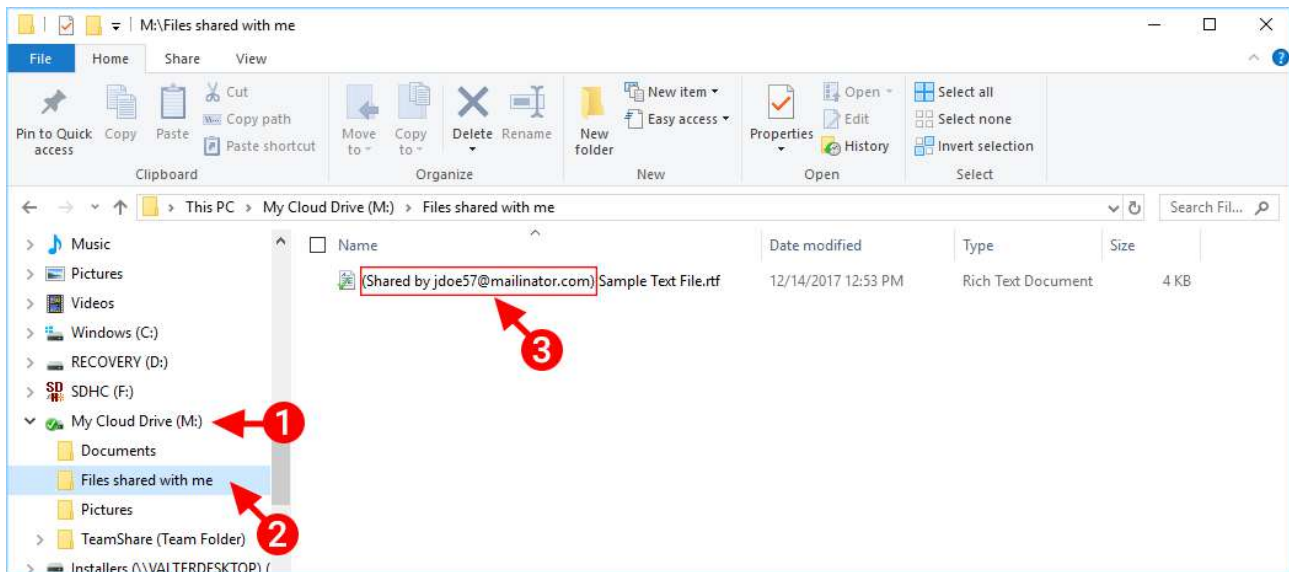 M:\Files shared with me
File Home Share View
Pin to Quick access
Copy
Paste
Cut
Copy path
Paste shortcut
Clipboard
Move to
Copy to
Delete
Rename
Organize
New folder
New item
Easy access
New
Properties
Open
Edit
History
Open
Select all
Select none
Invert selection
Select
This PC > My Cloud Drive (M:) > Files shared with me
Search Fil...
Music
Pictures
Videos
Windows (C:)
RECOVERY (D:)
SDHC (F:)
My Cloud Drive (M:)
1
Documents
Files shared with me
2
Pictures
TeamShare (Team Folder)
Installers (\\VALTERDESKTOP) (
Name Date modified Type Size
(Shared by jdoe57@mailinator.com) Sample Text File.rtf 12/14/2017 12:53 PM Rich Text Document 4 KB
3